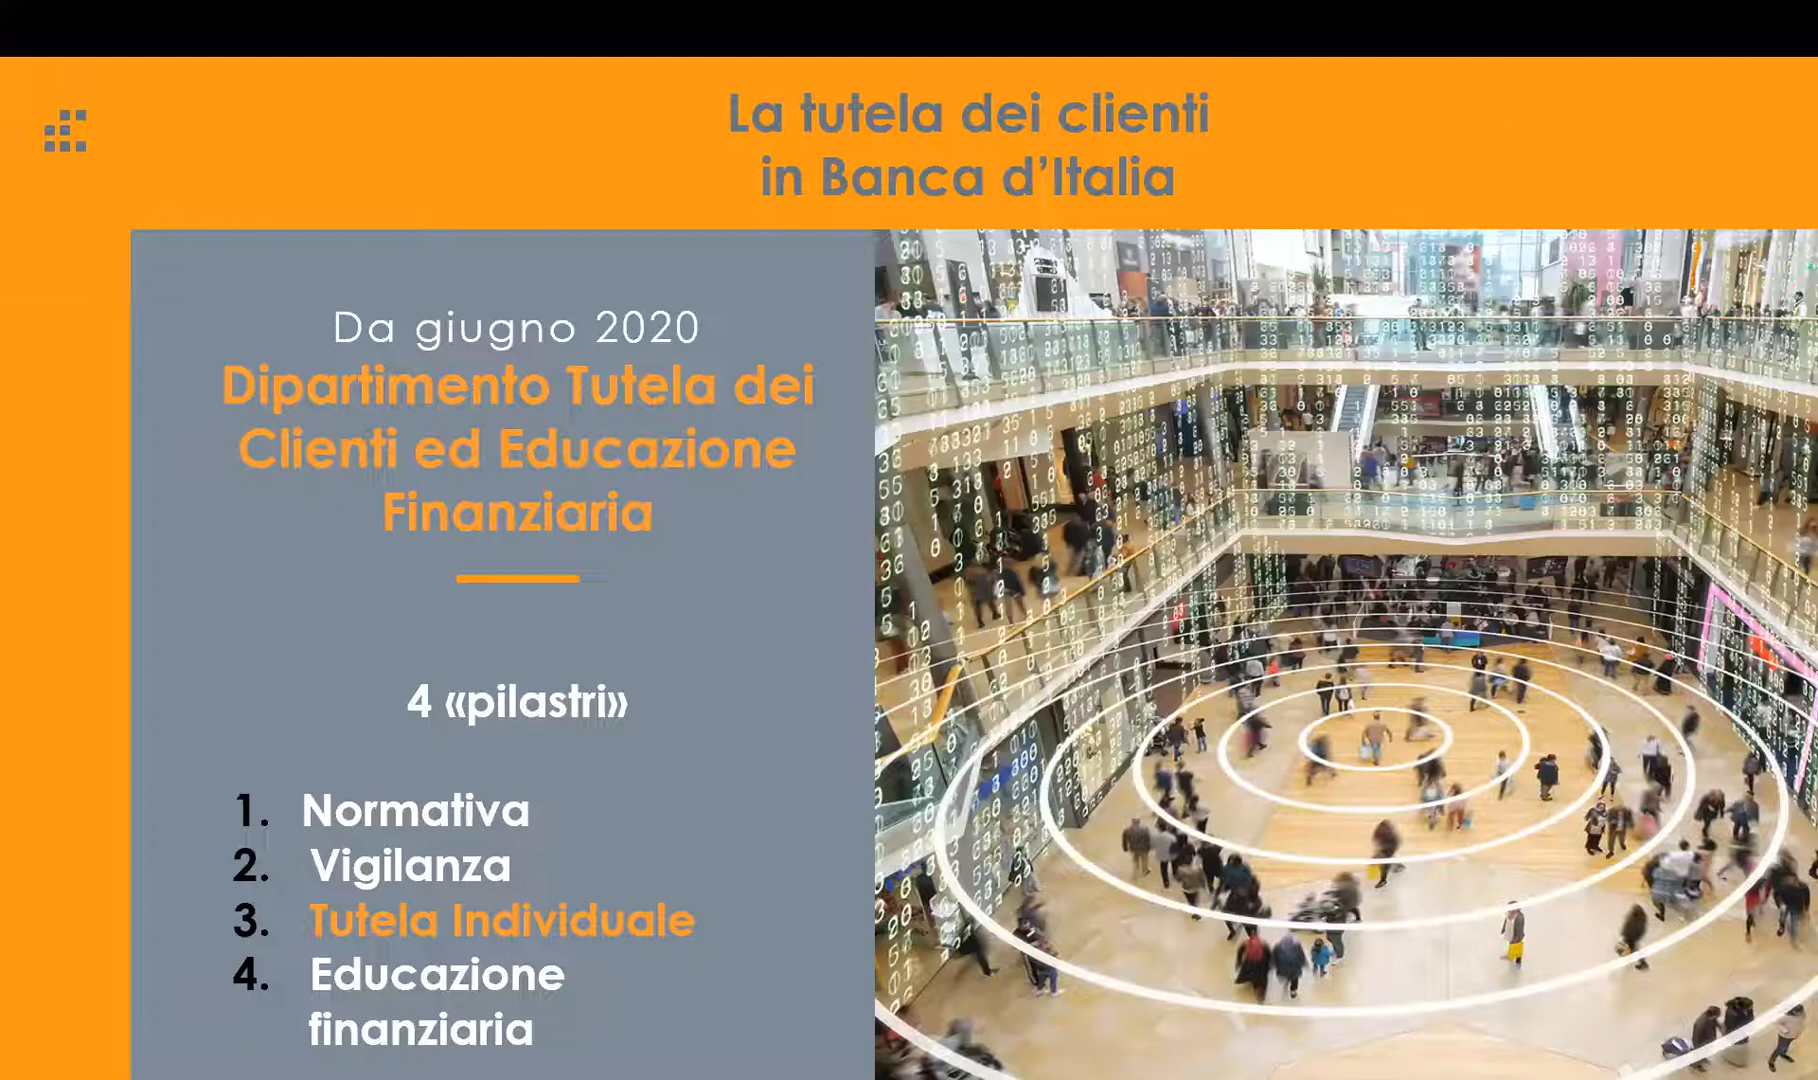 La tutela dei clienti
in Banca d’Italia
Da giugno 2020
Dipartimento Tutela dei
Clienti ed Educazione
Finanziaria
4 «pilastri»
1. Normativa
2. Vigilanza
3. Tutela Individuale
4. Educazione
finanziaria